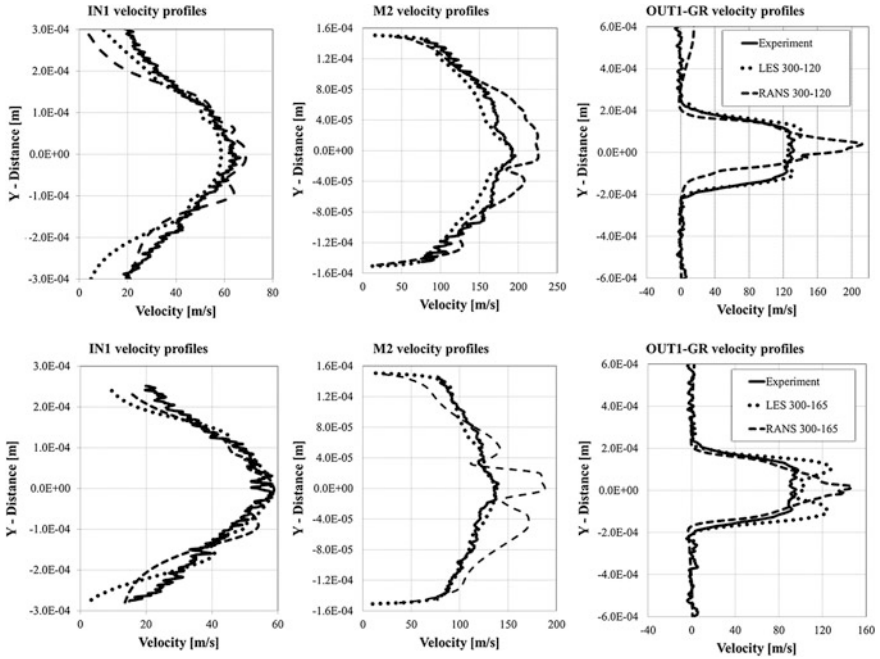 IN1 velocity profiles
3.0E-04
2.0E-04
1.0E-04
0.0E+00
-1.0E-04
-2.0E-04
-3.0E-04
Y - Distance [m]
0 20 40 60 80
Velocity [m/s]
M2 velocity profiles
1.6E-04
1.2E-04
8.0E-05
4.0E-05
0.0E+00
-4.0E-05
-8.0E-05
-1.2E-04
-1.6E-04
Y - Distance [m]
0 50 100 150 200 250
Velocity [m/s]
OUT1-GR velocity profiles
6.0E-04
4.0E-04
2.0E-04
0.0E+00
-2.0E-04
-4.0E-04
-6.0E-04
Y - Distance [m]
Experiment
LES 300-120
RANS 300-120
-40 0 40 80 120 160 200
Velocity [m/s]
IN1 velocity profiles
3.0E-04
2.0E-04
1.0E-04
0.0E+00
-1.0E-04
-2.0E-04
-3.0E-04
Y - Distance [m]
0 20 40 60
Velocity [m/s]
M2 velocity profiles
1.6E-04
1.2E-04
8.0E-05
4.0E-05
0.0E+00
-4.0E-05
-8.0E-05
-1.2E-04
-1.6E-04
Y - Distance [m]
0 50 100 150 200
Velocity [m/s]
OUT1-GR velocity profiles
6.0E-04
4.0E-04
2.0E-04
0.0E+00
-2.0E-04
-4.0E-04
-6.0E-04
Y - Distance [m]
Experiment
LES 300-165
RANS 300-165
-40 0 40 80 120 160
Velocity [m/s]